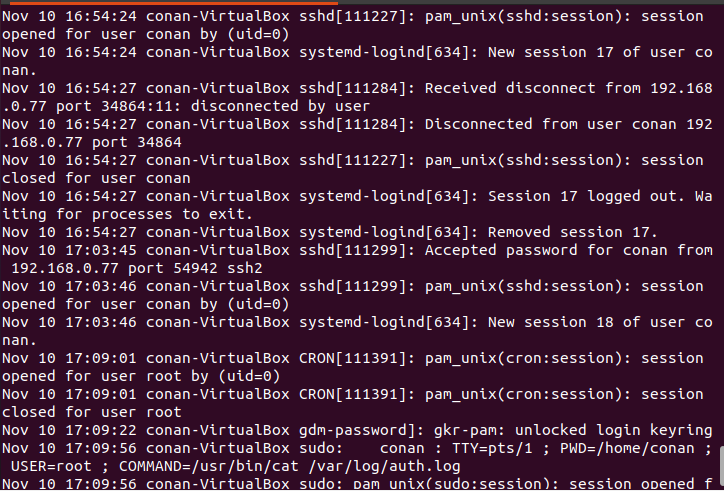 Nov 10 16:54:24 conan-VirtualBox sshd[111227]: pam_unix(sshd:session): session
opened for user conan by (uid=0)
Nov 10 16:54:24 conan-VirtualBox systemd-logind[634]: New session 17 of user co
nan.
Nov 10 16:54:27 conan-VirtualBox sshd[111284]: Received disconnect from 192.168
.0.77 port 34864:11: disconnected by user
Nov 10 16:54:27 conan-VirtualBox sshd[111284]: Disconnected from user conan 192
.168.0.77 port 34864
Nov 10 16:54:27 conan-VirtualBox sshd[111227]: pam_unix(sshd:session): session
closed for user conan
Nov 10 16:54:27 conan-VirtualBox systemd-logind[634]: Session 17 logged out. Wa
iting for processes to exit.
Nov 10 16:54:27 conan-VirtualBox systemd-logind[634]: Removed session 17.
Nov 10 17:03:45 conan-VirtualBox sshd[111299]: Accepted password for conan from
 192.168.0.77 port 54942 ssh2
Nov 10 17:03:46 conan-VirtualBox sshd[111299]: pam_unix(sshd:session): session
opened for user conan by (uid=0)
Nov 10 17:03:46 conan-VirtualBox systemd-logind[634]: New session 18 of user co
nan.
Nov 10 17:09:01 conan-VirtualBox CRON[111391]: pam_unix(cron:session): session
opened for user root by (uid=0)
Nov 10 17:09:01 conan-VirtualBox CRON[111391]: pam_unix(cron:session): session
closed for user root
Nov 10 17:09:22 conan-VirtualBox gdm-password]: gkr-pam: unlocked login keyring
Nov 10 17:09:56 conan-VirtualBox sudo:    conan : TTY=pts/1 ; PWD=/home/conan ;
 USER=root ; COMMAND=/usr/bin/cat /var/log/auth.log
Nov 10 17:09:56 conan-VirtualBox sudo: pam_unix(sudo:session): session opened f